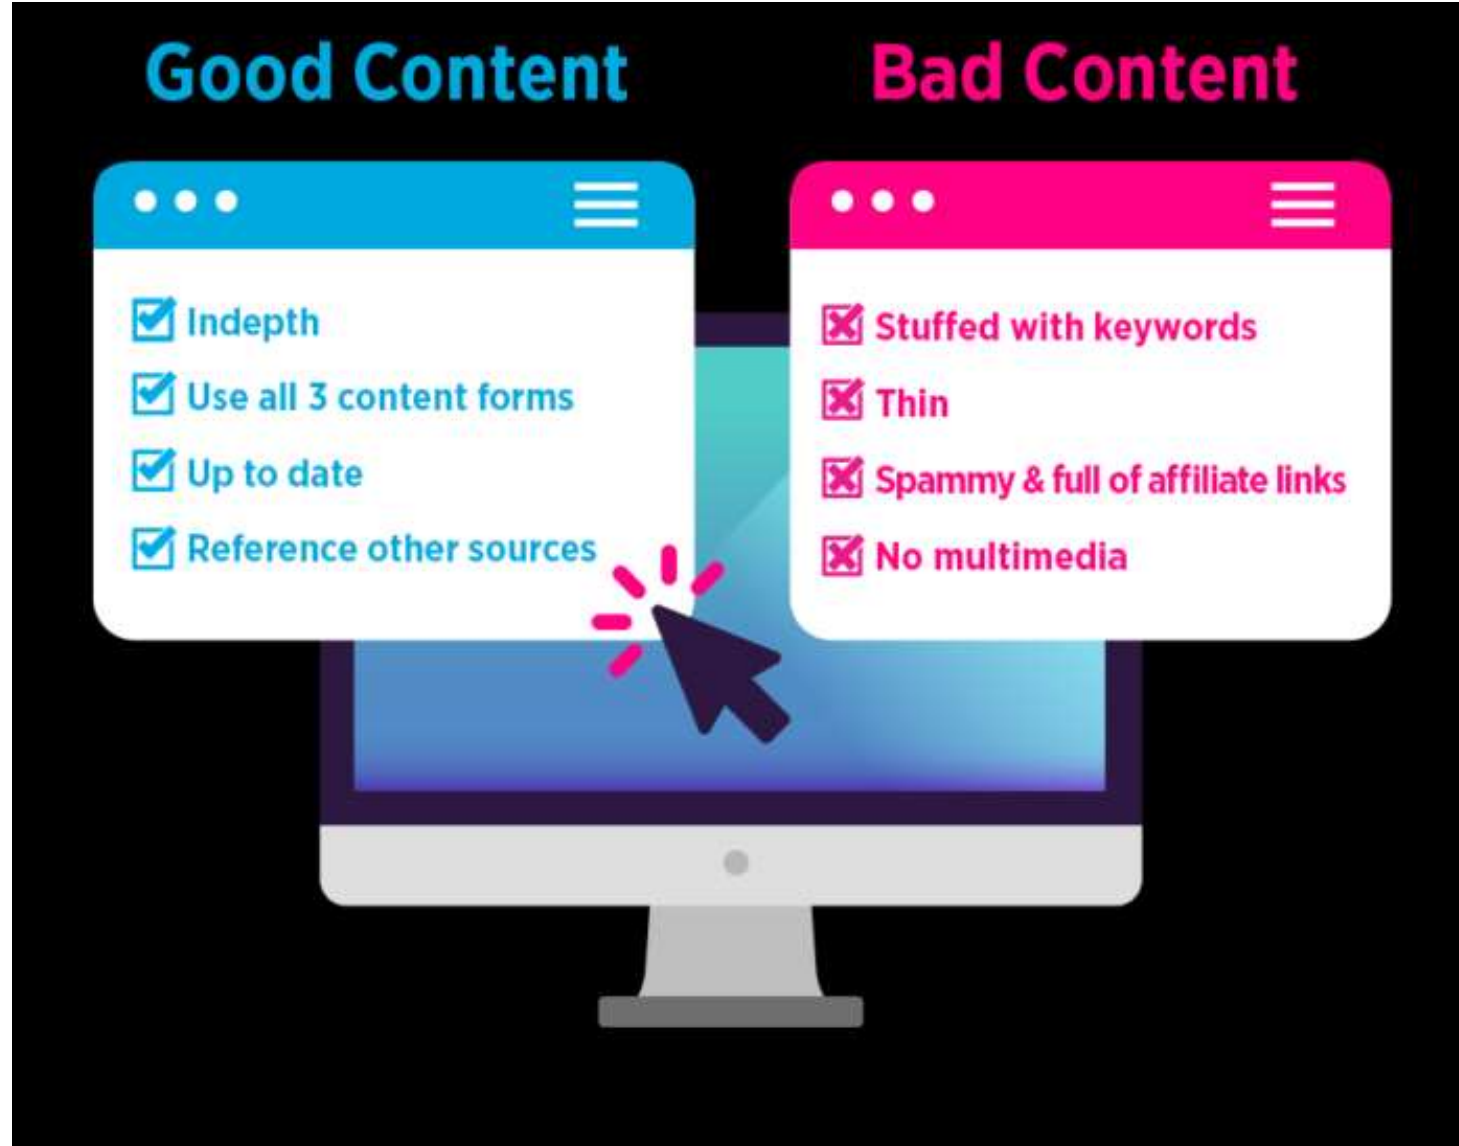 Good Content
Indepth
Use all 3 content forms
Up to date
Reference other sources
Bad Content
Stuffed with keywords
Thin
Spammy & full of affiliate links
No multimedia